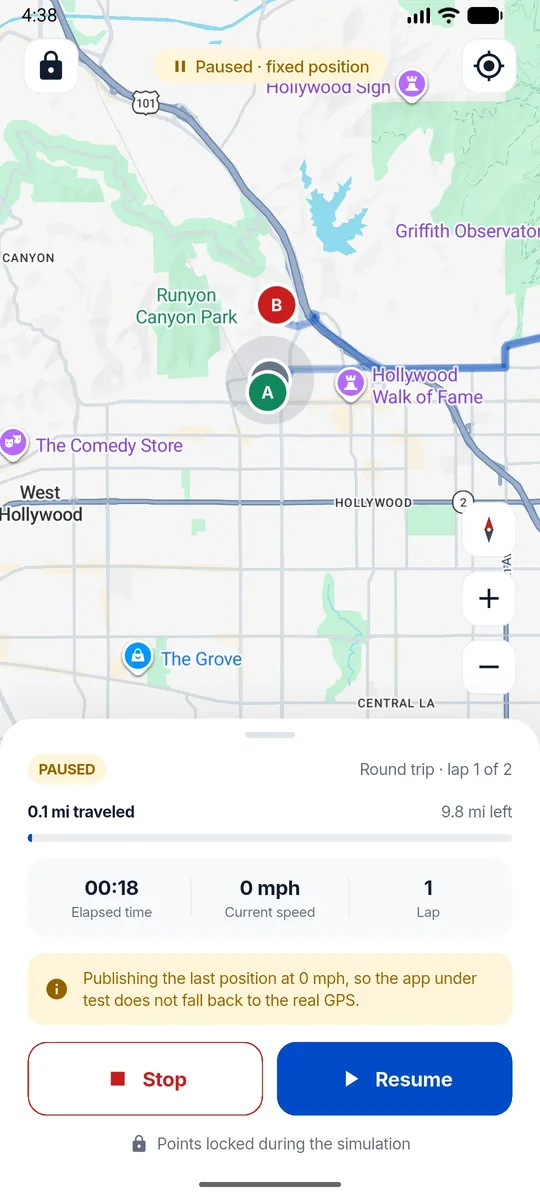 4:38
Paused · fixed position
Hollywood Sign
101
Griffith Observator
CANYON
Runyon
Canyon Park
B
A
Hollywood
Walk of Fame
The Comedy Store
West
Hollywood
HOLLYWOOD
2
The Grove
CENTRAL LA
PAUSED
Round trip · lap 1 of 2
0.1 mi traveled
9.8 mi left
00:18
0 mph
1
Elapsed time
Current speed
Lap
Publishing the last position at 0 mph, so the app under
test does not fall back to the real GPS.
Stop
Resume
Points locked during the simulation